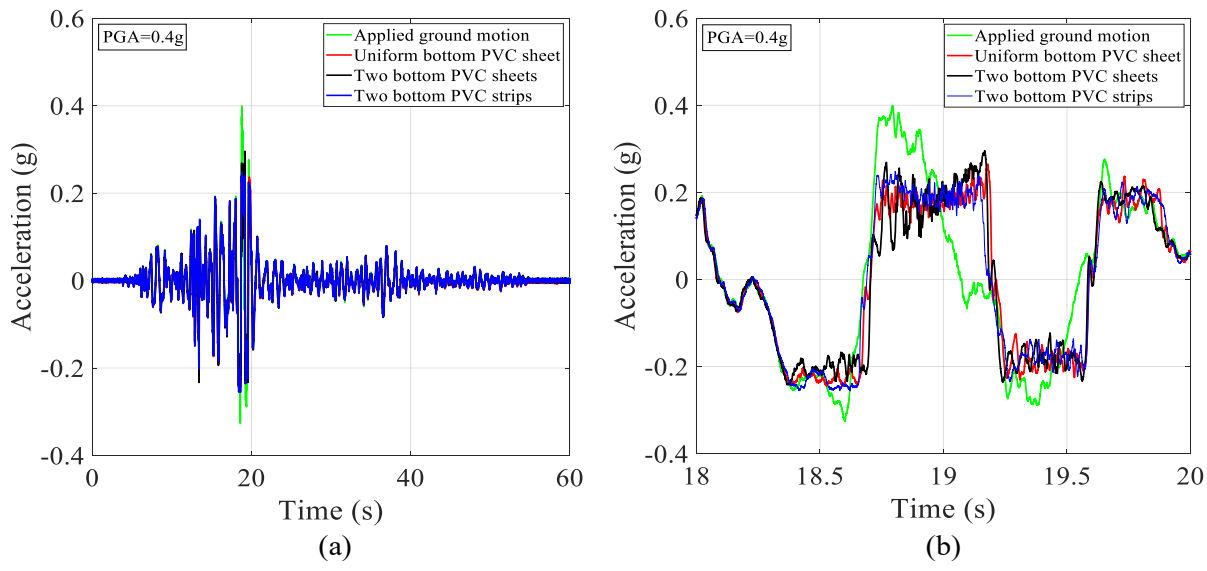 PGA=0.4g
Applied ground motion
Uniform bottom PVC sheet
Two bottom PVC sheets
Two bottom PVC strips
Acceleration (g)
0.6
0.4
0.2
0
-0.2
-0.4
0
20
40
60
Time (s)
(a)
PGA=0.4g
Applied ground motion
Uniform bottom PVC sheet
Two bottom PVC sheets
Two bottom PVC strips
Acceleration (g)
0.6
0.4
0.2
0
-0.2
-0.4
18
18.5
19
19.5
20
Time (s)
(b)